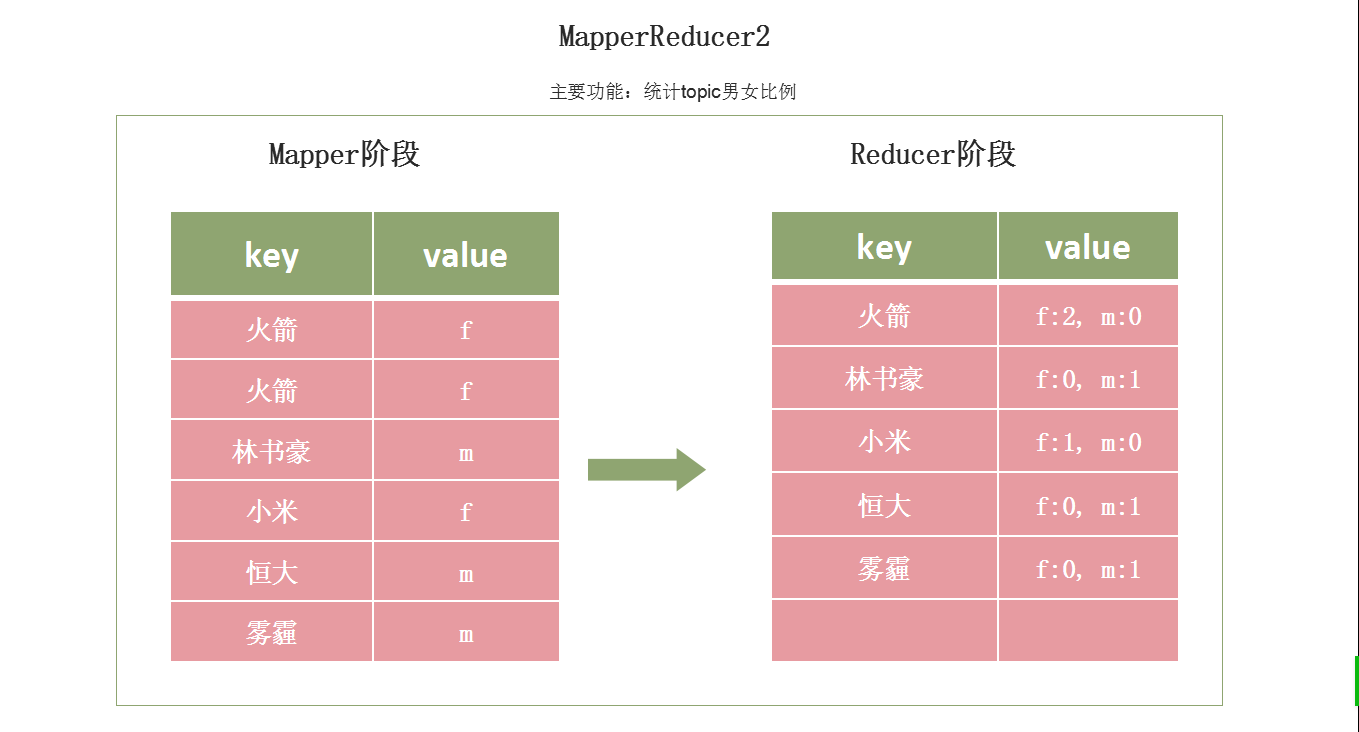 MapperReducer2
主要功能：统计topic男女比例
Mapper阶段
key value
火箭 f
火箭 f
林书豪 m
小米 f
恒大 m
雾霾 m
Reducer阶段
key value
火箭 f:2, m:0
林书豪 f:0, m:1
小米 f:1, m:0
恒大 f:0, m:1
雾霾 f:0, m:1